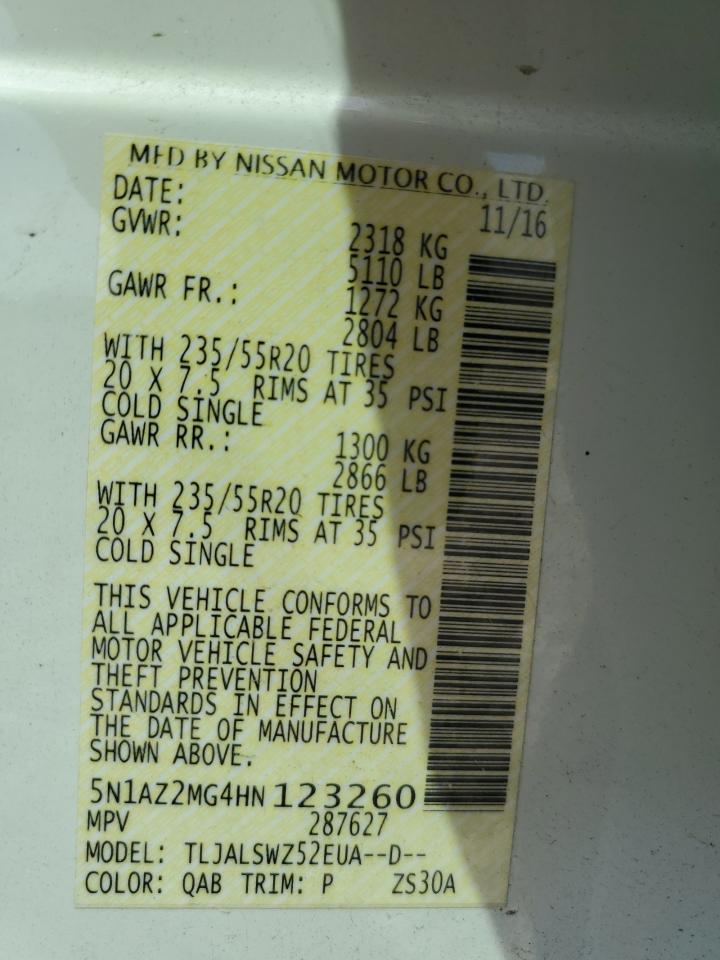 MFD BY NISSAN MOTOR CO., LTD.
DATE: 11/16
GVWR: 2318 KG
5110 LB
GAWR FR.: 1272 KG
2804 LB
WITH 235/55R20 TIRES
20 X 7.5 RIMS AT 35 PSI
COLD SINGLE
GAWR RR.: 1300 KG
2866 LB
WITH 235/55R20 TIRES
20 X 7.5 RIMS AT 35 PSI
COLD SINGLE
THIS VEHICLE CONFORMS TO
ALL APPLICABLE FEDERAL
MOTOR VEHICLE SAFETY AND
THEFT PREVENTION
STANDARDS IN EFFECT ON
THE DATE OF MANUFACTURE
SHOWN ABOVE.
5N1AZ2MG4HN123260
MPV 287627
MODEL: TLJALSWZ52EUA--D--
COLOR: QAB TRIM: P ZS30A